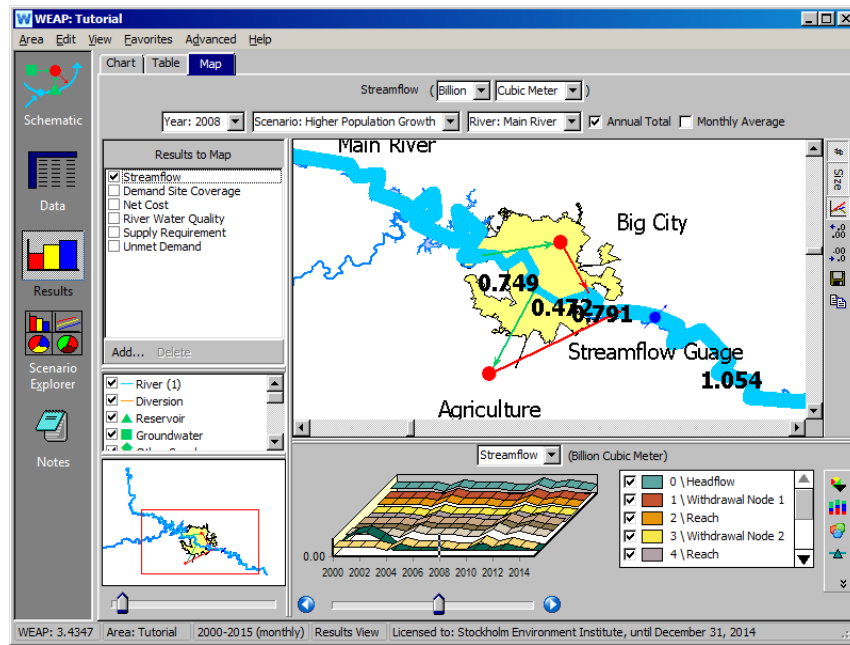 WEAP: Tutorial
Area Edit View Favorites Advanced Help
Chart Table Map
Streamflow ( Billion Cubic Meter )
Year: 2008 Scenario: Higher Population Growth River: Main River Annual Total Monthly Average
Schematic
Data
Results
Scenario
Explorer
Notes
Results to Map
Streamflow
Demand Site Coverage
Net Cost
River Water Quality
Supply Requirement
Unmet Demand
Add... Delete
River (1)
Diversion
Reservoir
Groundwater
Main River
Big City
0.749
0.472
0.791
Streamflow Guage
1.054
Agriculture
Size
Streamflow (Billion Cubic Meter)
0.00
2000 2002 2004 2006 2008 2010 2012 2014
0 \ Headflow
1 \ Withdrawal Node 1
2 \ Reach
3 \ Withdrawal Node 2
4 \ Reach
WEAP: 3.4347 Area: Tutorial 2000-2015 (monthly) Results View Licensed to: Stockholm Environment Institute, until December 31, 2014